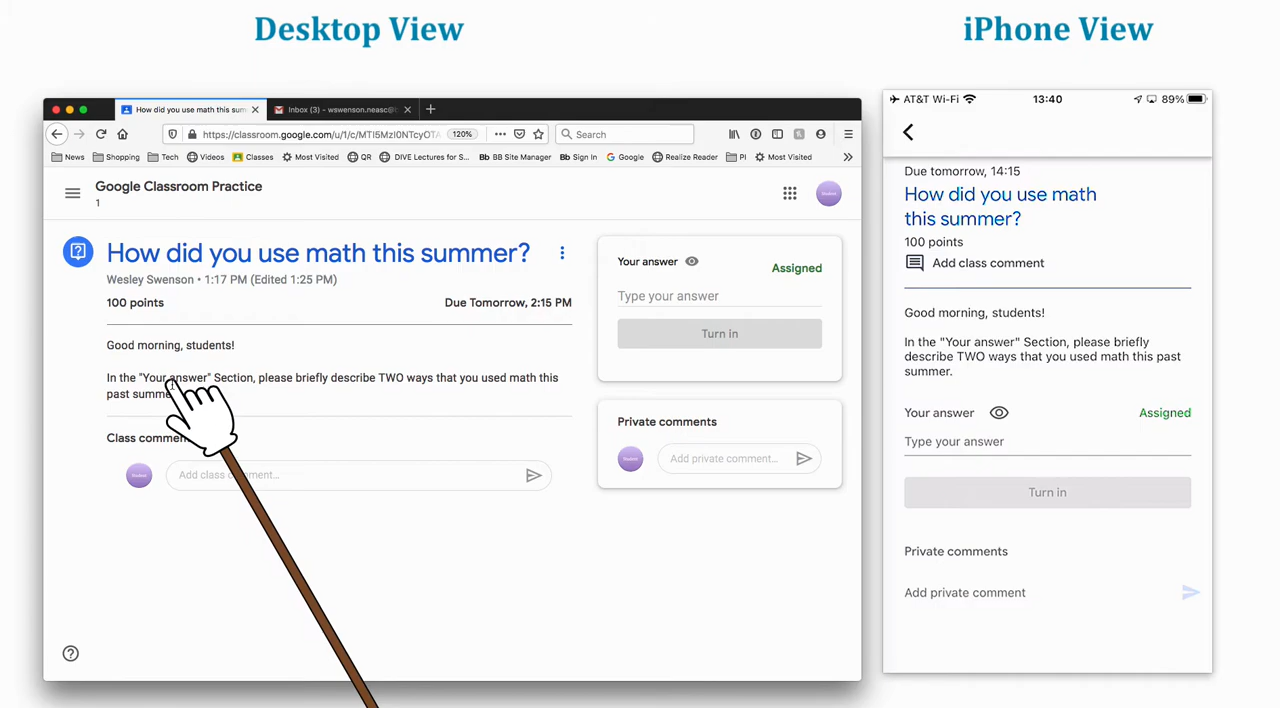 Desktop View
iPhone View
How did you use math this sum
Inbox (3) - wswenson.neasc@
https://classroom.google.com/u/1/c/MTI5MzI0NTcyOTA
120%
Search
News
Shopping
Tech
Videos
Classes
Most Visited
QR
DIVE Lectures for S...
Bb BB Site Manager
Bb Sign In
G Google
Realize Reader
PI
Most Visited
Google Classroom Practice
1
How did you use math this summer?
Wesley Swenson • 1:17 PM (Edited 1:25 PM)
100 points
Due Tomorrow, 2:15 PM
Good morning, students!
In the "Your answer" Section, please briefly describe TWO ways that you used math this
past summe
Class commen
Add class comment...
Your answer
Assigned
Type your answer
Turn in
Private comments
Add private comment...
AT&T Wi-Fi
13:40
89%
Due tomorrow, 14:15
How did you use math
this summer?
100 points
Add class comment
Good morning, students!
In the "Your answer" Section, please briefly
describe TWO ways that you used math this past
summer.
Your answer
Assigned
Type your answer
Turn in
Private comments
Add private comment